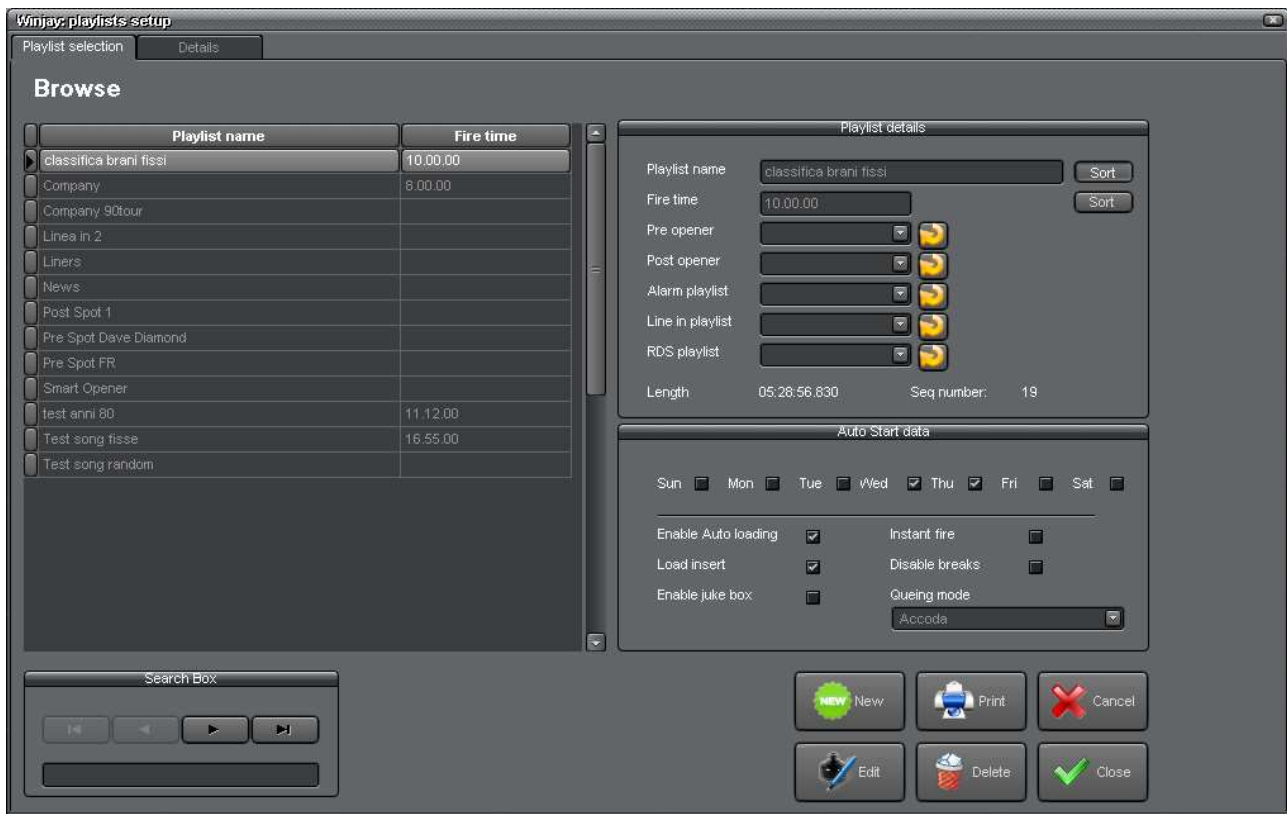 Winjay: playlists setup
Playlist selection Details
Browse
Playlist name Fire time
classifica brani fissi 10.00.00
Company 8.00.00
Company 90tour
Linea in 2
Liners
News
Post Spot 1
Pre Spot Dave Diamond
Pre Spot FR
Smart Opener
test anni 80 11.12.00
Test song fisse 16.55.00
Test song random
Search Box
Playlist details
Playlist name classifica brani fissi Sort
Fire time 10.00.00 Sort
Pre opener
Post opener
Alarm playlist
Line in playlist
RDS playlist
Length 05:28:56.830 Seq number: 19
Auto Start data
Sun Mon Tue Wed Thu Fri Sat
Enable Auto loading Instant fire
Load insert Disable breaks
Enable juke box Queing mode
Accoda
NEW New Print Cancel
Edit Delete Close